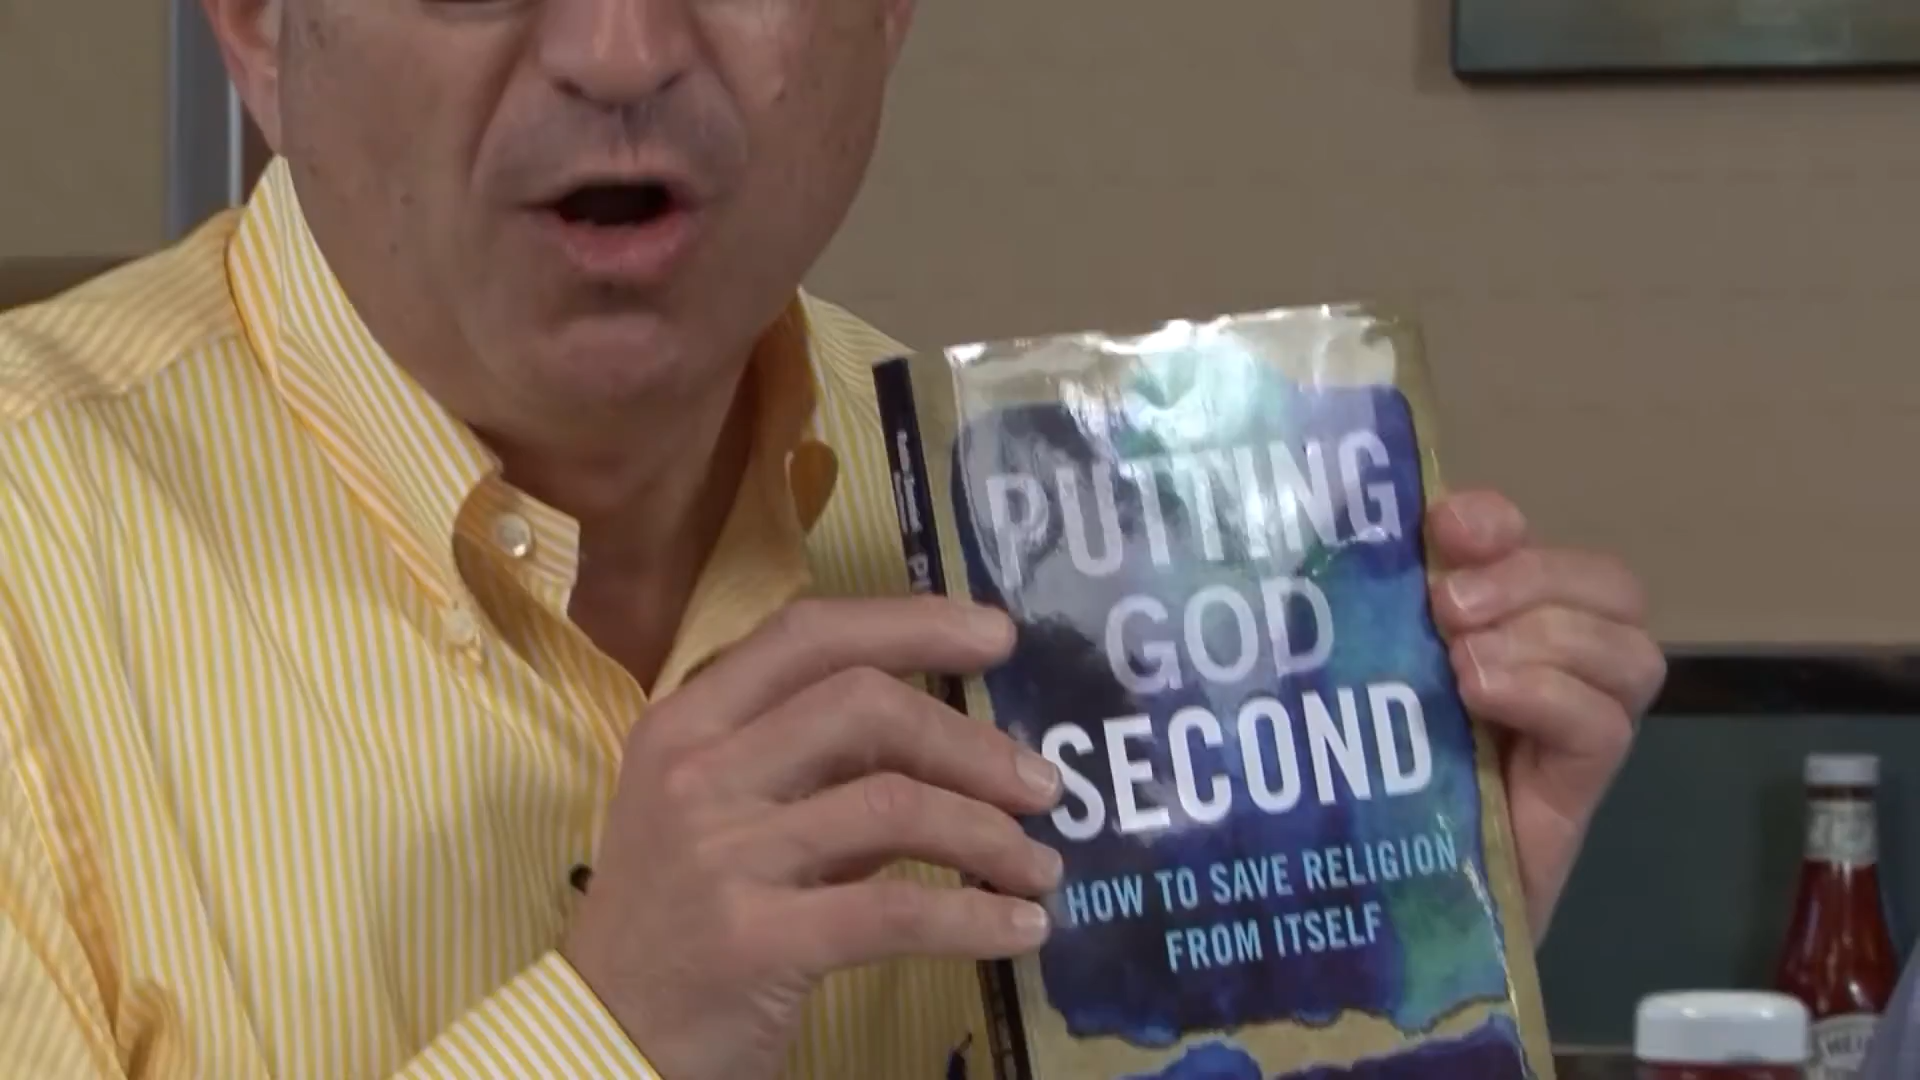 PUTTING
GOD
SECOND
HOW TO SAVE RELIGION
FROM ITSELF